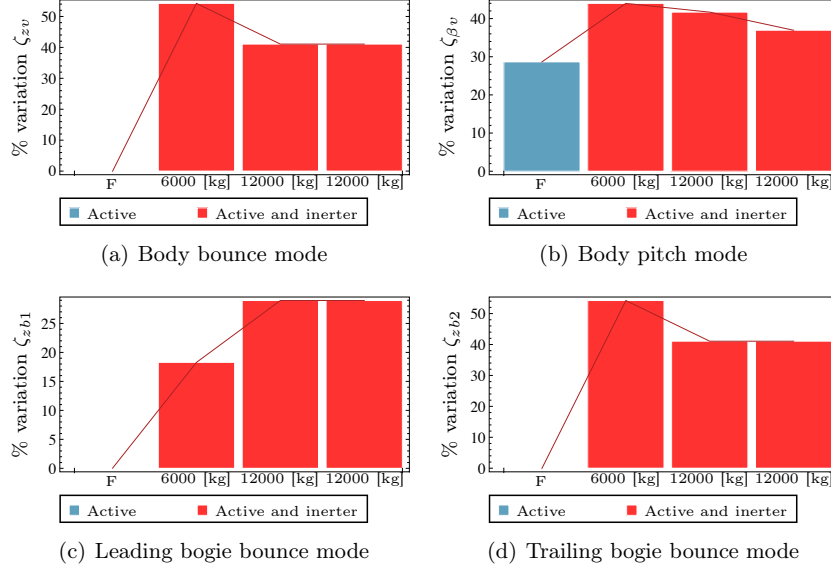 % variation ζzv
50
40
30
20
10
0
F
6000 [kg] 12000 [kg] 12000 [kg]
Active
Active and inerter
(a) Body bounce mode
% variation ζβv
40
30
20
10
0
F
6000 [kg] 12000 [kg] 12000 [kg]
Active
Active and inerter
(b) Body pitch mode
% variation ζzb1
25
20
15
10
5
0
F
6000 [kg] 12000 [kg] 12000 [kg]
Active
Active and inerter
(c) Leading bogie bounce mode
% variation ζzb2
50
40
30
20
10
0
F
6000 [kg] 12000 [kg] 12000 [kg]
Active
Active and inerter
(d) Trailing bogie bounce mode